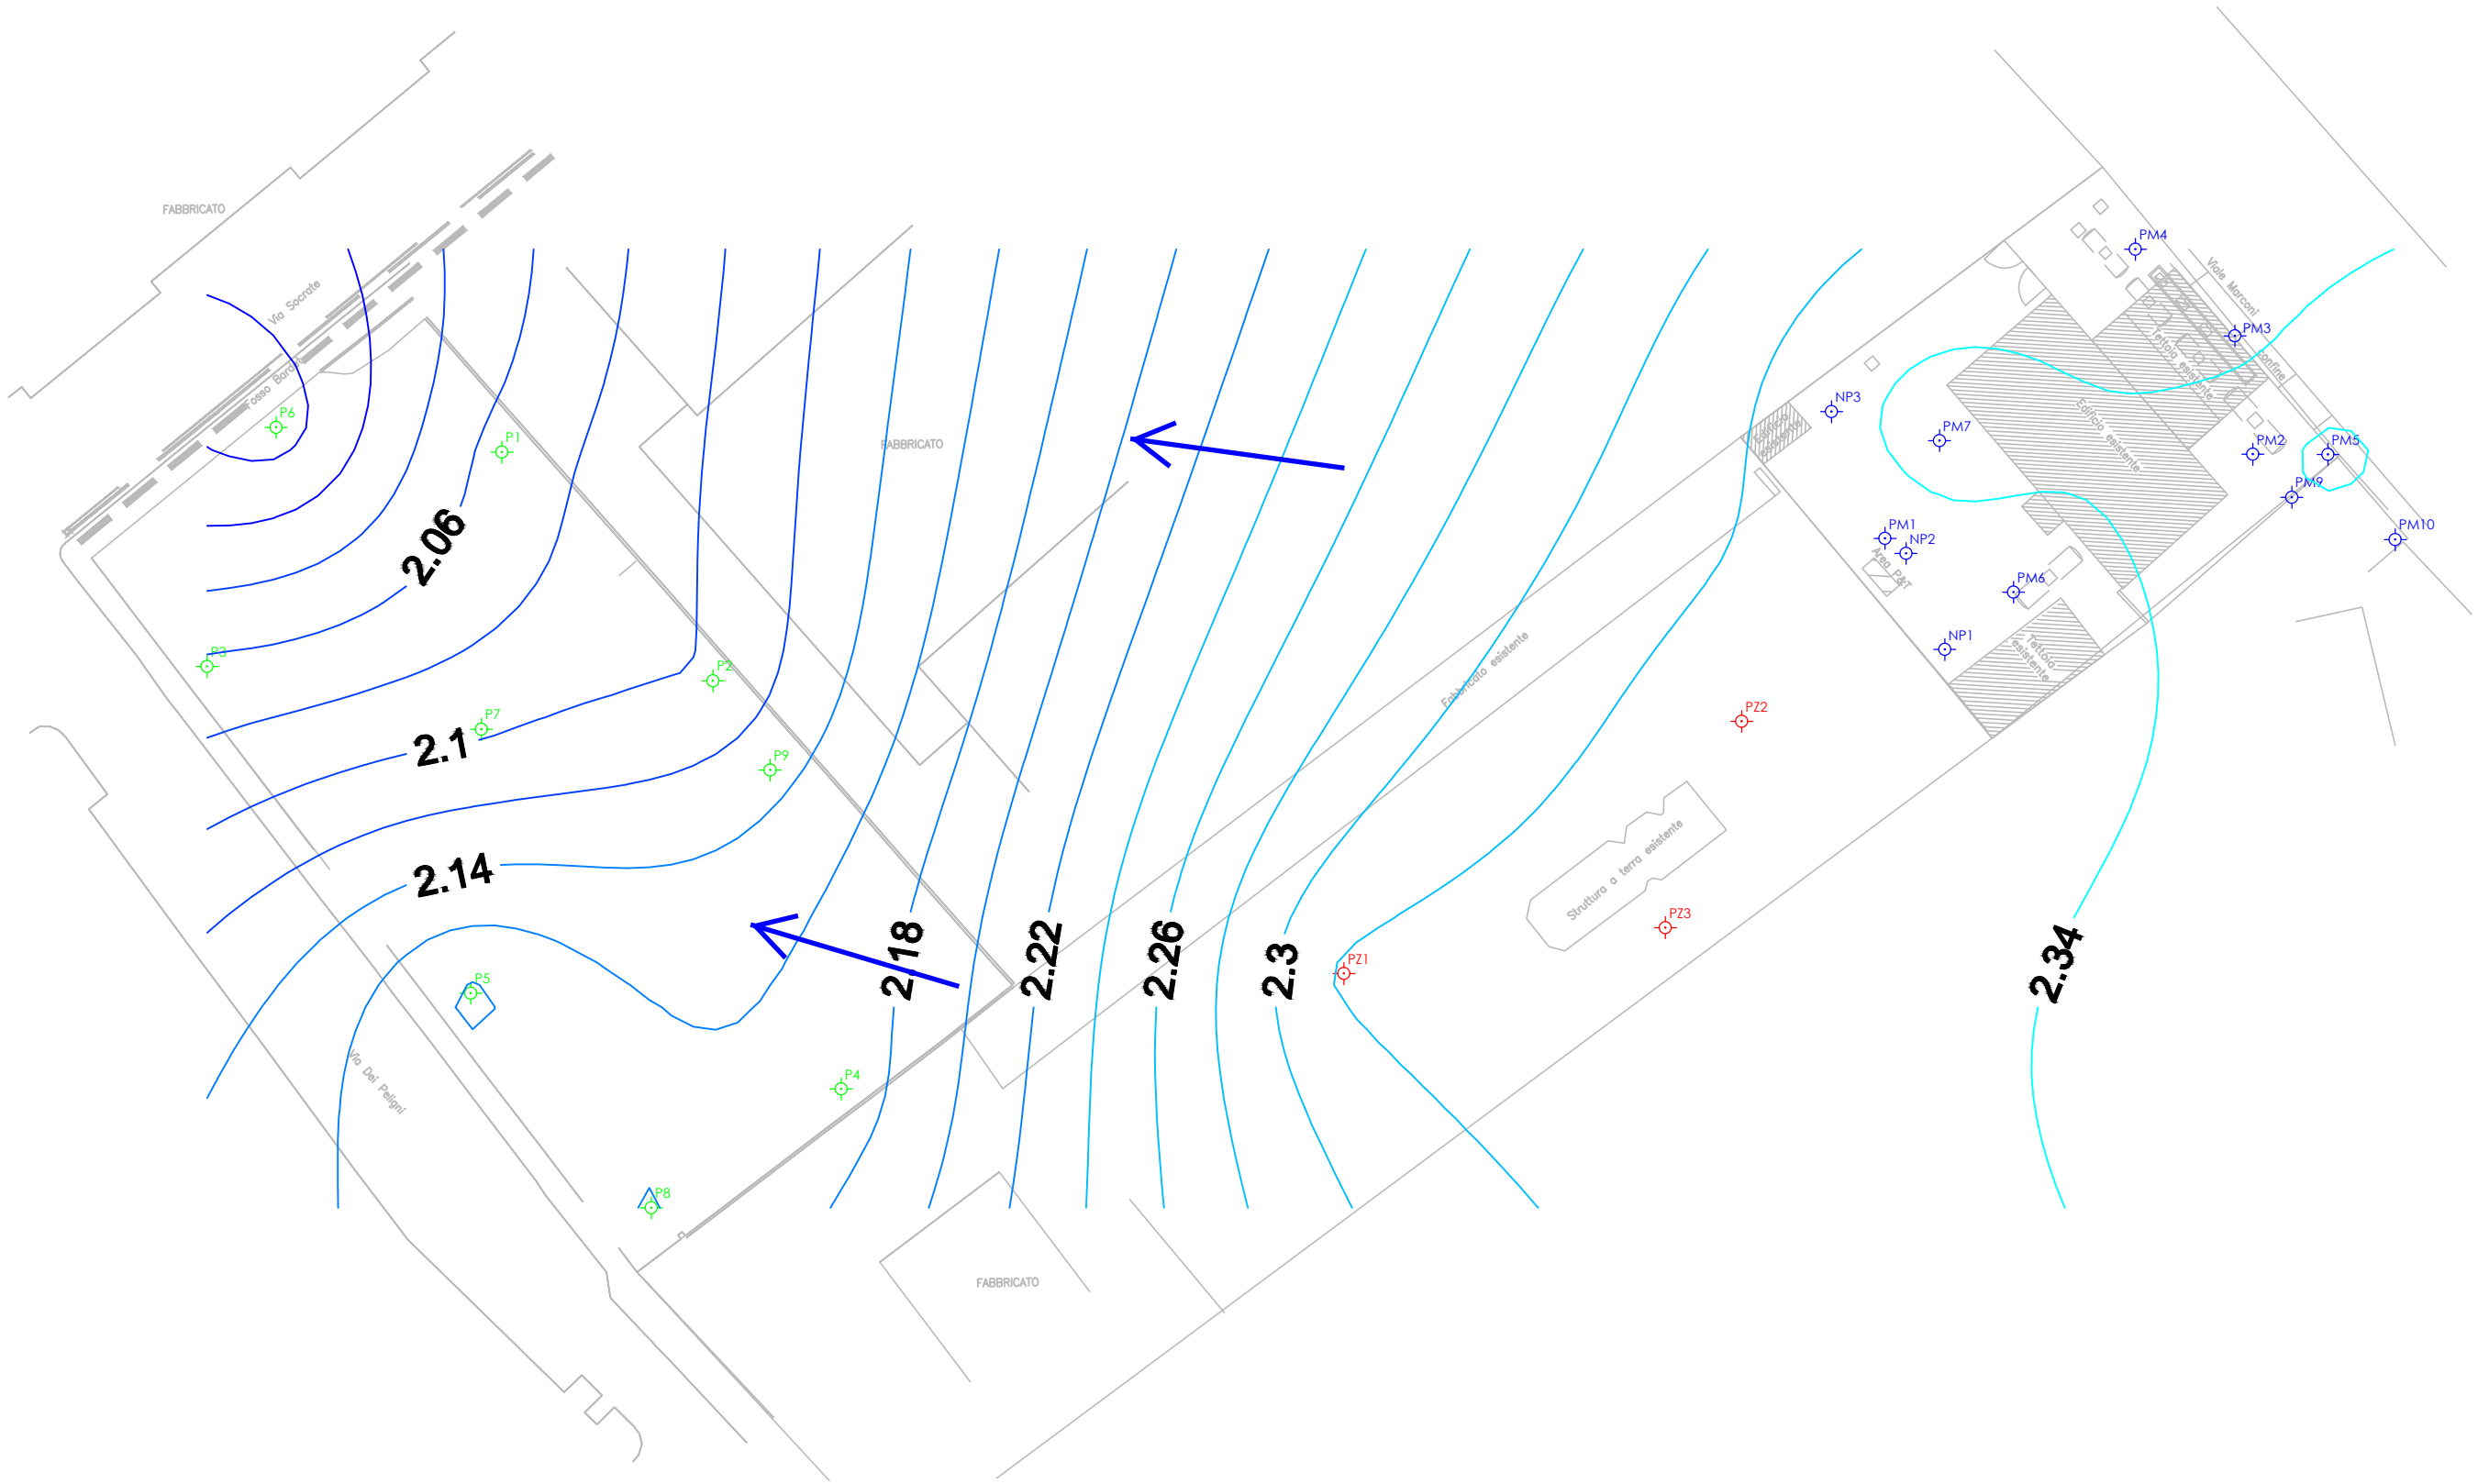 FABBRICATO
Via Socrate
PM4
Viale Marconi
PM3
Confine
Tettoia esistente
P6
P1
NP3
Edificio
esistente
PM7
FABBRICATO
Edificio esistente
PM2
PM5
PM9
PM10
2.06
PM1
NP2
Area P&T
PM6
NP1
Tettoia
esistente
P3
P2
Fabbricato esistente
PZ2
P7
2.1
P9
Struttura a terra esistente
2.14
PZ3
2.18
2.22
2.26
2.3
PZ1
2.34
P5
Via Dei Peligni
P4
P8
FABBRICATO